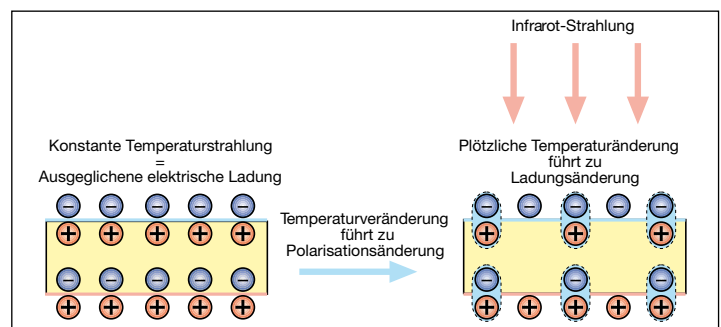 Infrarot-Strahlung
Konstante Temperaturstrahlung
=
Ausgeglichene elektrische Ladung
Plötzliche Temperaturänderung
führt zu
Ladungsänderung
Temperaturveränderung
führt zu
Polarisationsänderung
− − − − −
+ + + + +
− − − − −
+ + + + +
− − − − −
+ + +
− − −
+ + + + +